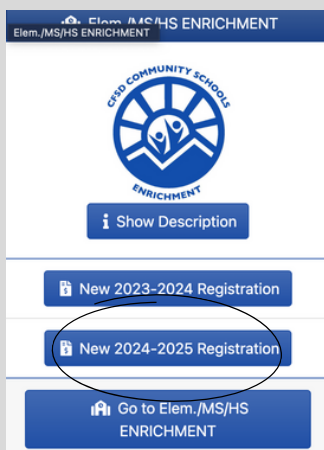 Elem./MS/HS ENRICHMENT
Elem./MS/HS ENRICHMENT
CFSD COMMUNITY SCHOOLS
ENRICHMENT
Show Description
New 2023-2024 Registration
New 2024-2025 Registration
Go to Elem./MS/HS
ENRICHMENT